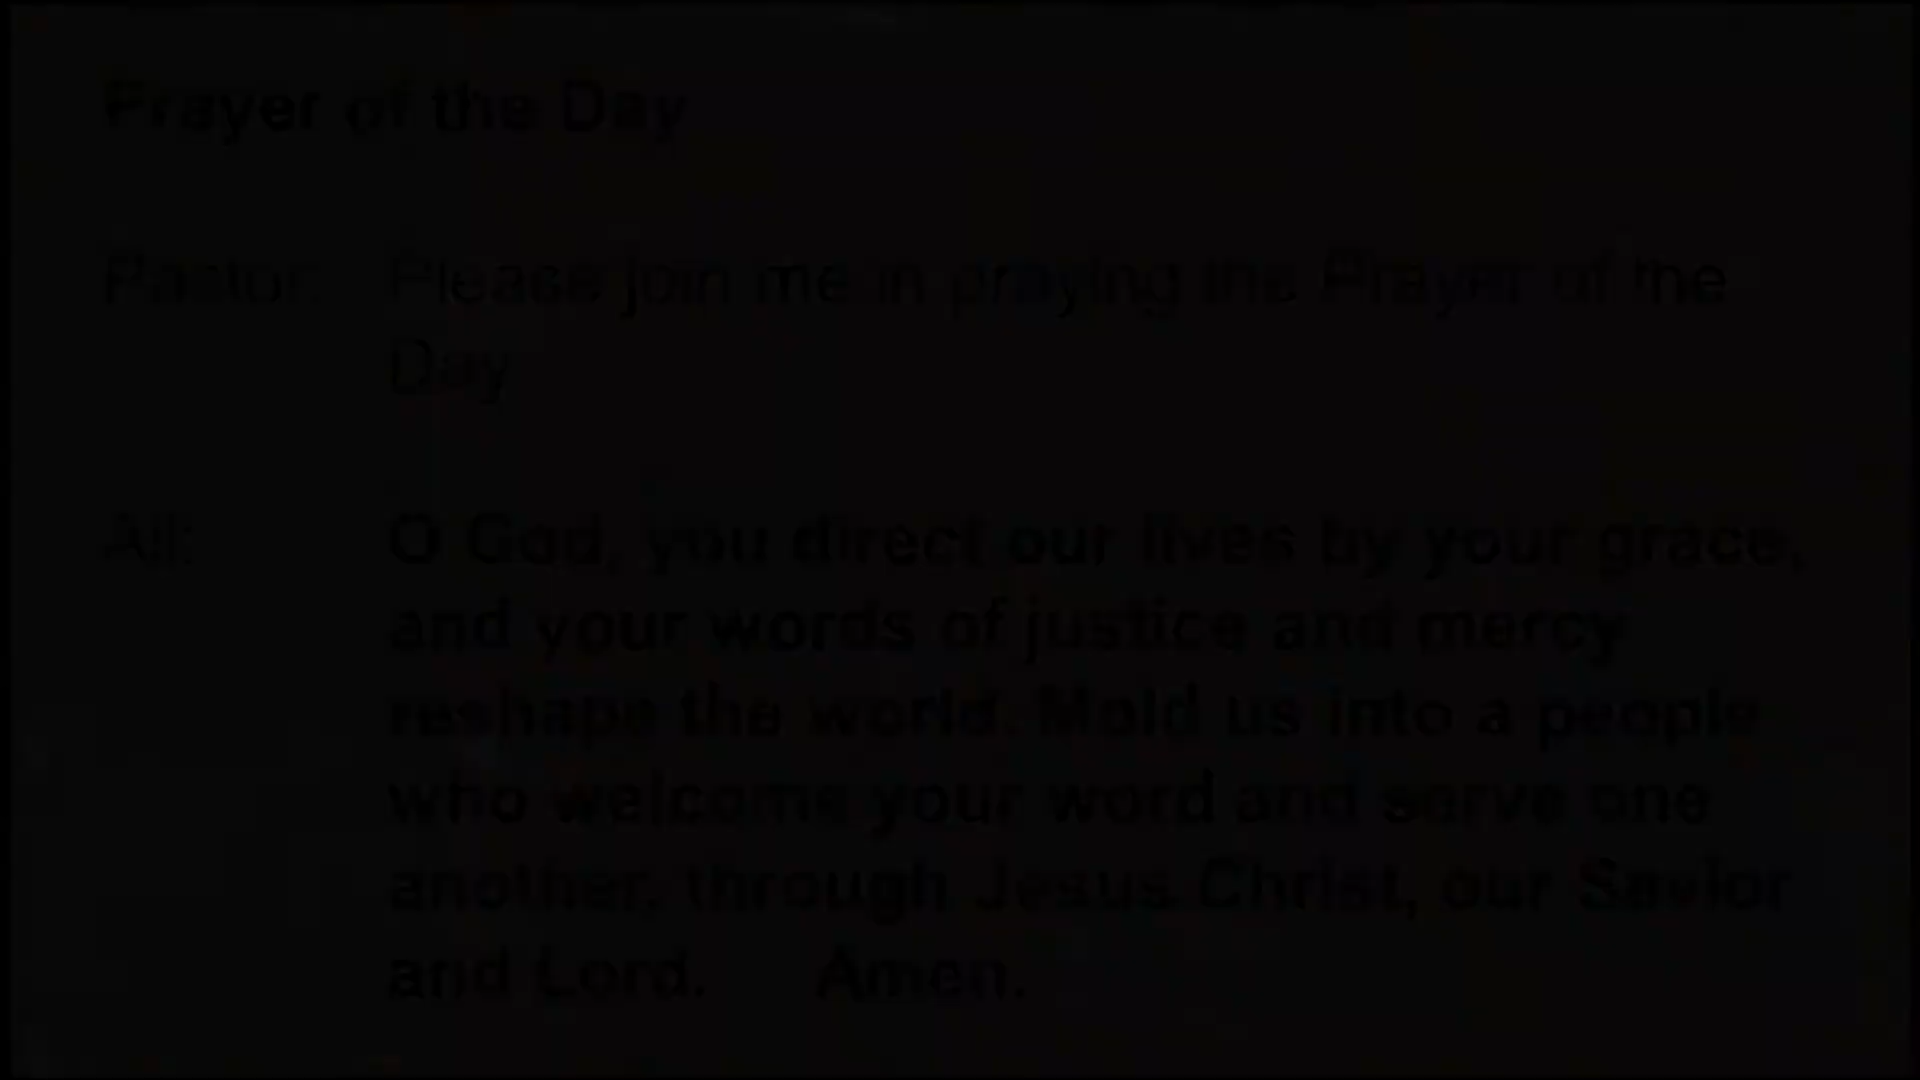 Prayer of the Day
Pastor: Please join me in praying the Prayer of the
Day
All: O God, you direct our lives by your grace,
and your words of justice and mercy
reshape the world. Mold us into a people
who welcome your word and serve one
another, through Jesus Christ, our Savior
and Lord. Amen.